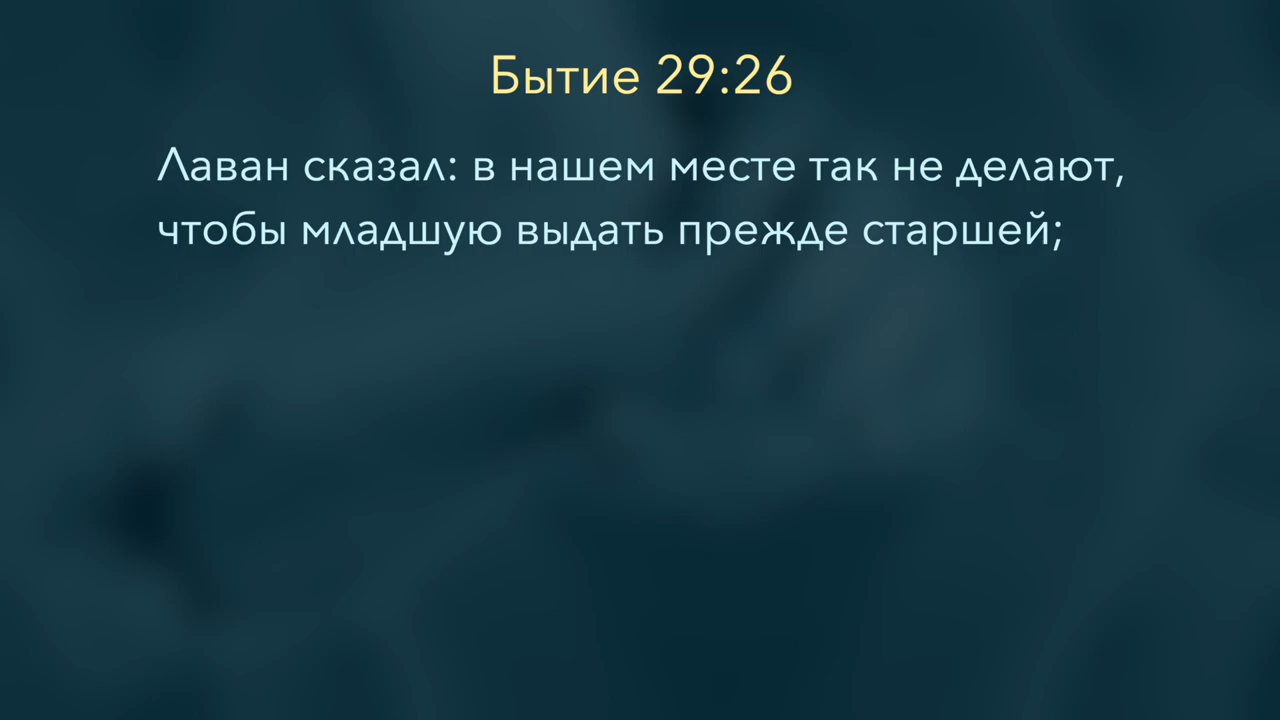 Бытие 29:26
Лаван сказал: в нашем месте так не делают,
чтобы младшую выдать прежде старшей;